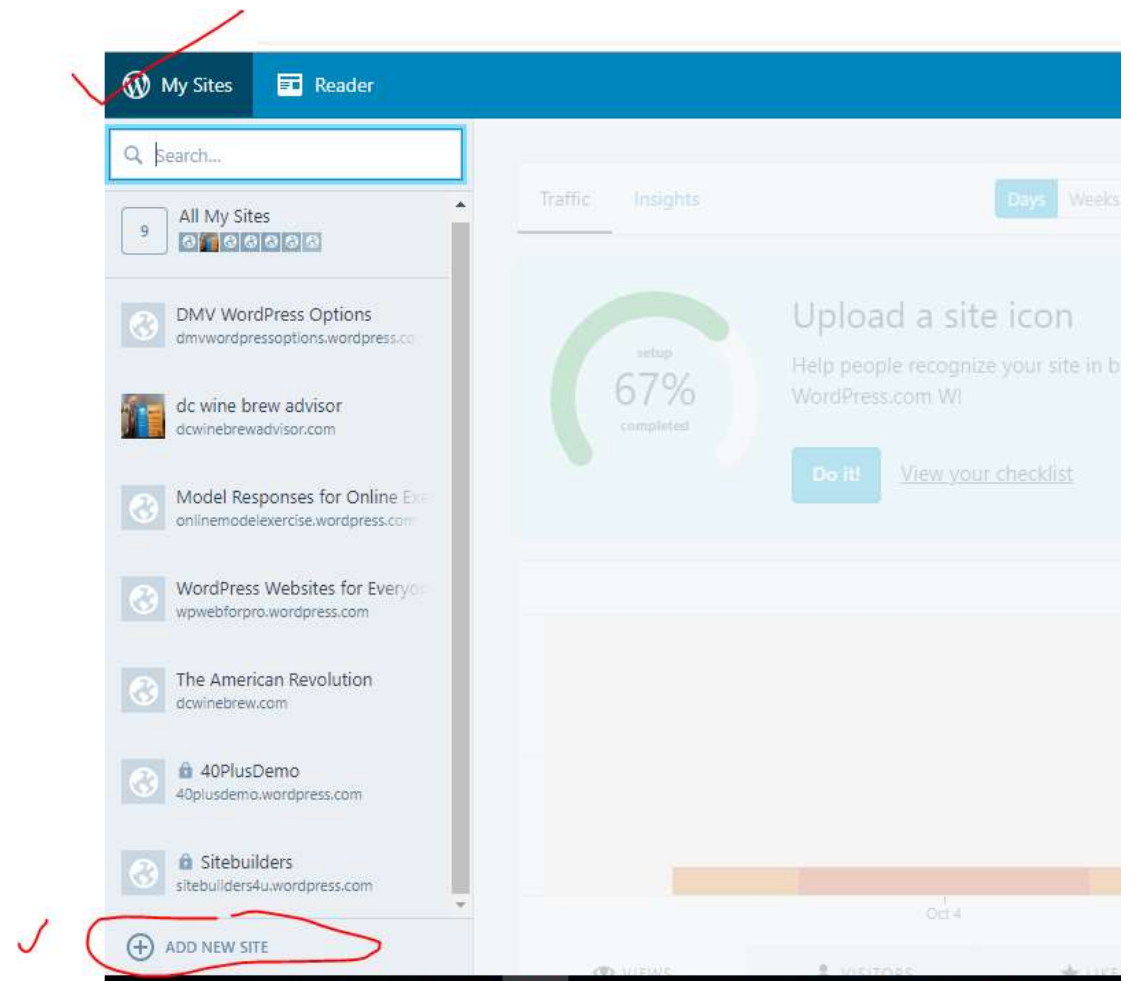 My Sites
Reader
Search...
9
All My Sites
DMV WordPress Options
dmvwordpressoptions.wordpress.co
dc wine brew advisor
dcwinebrewadvisor.com
Model Responses for Online Exe
onlinemodelexercise.wordpress.com
WordPress Websites for Everyo
wpwebforpro.wordpress.com
The American Revolution
dcwinebrew.com
40PlusDemo
40plusdemo.wordpress.com
Sitebuilders
sitebuilders4u.wordpress.com
ADD NEW SITE
Traffic
Insights
Days
Weeks
setup
67%
completed
Upload a site icon
Help people recognize your site in b
WordPress.com WI
Do it!
View your checklist
Oct 4
VIEWS
VISITORS
LIKE